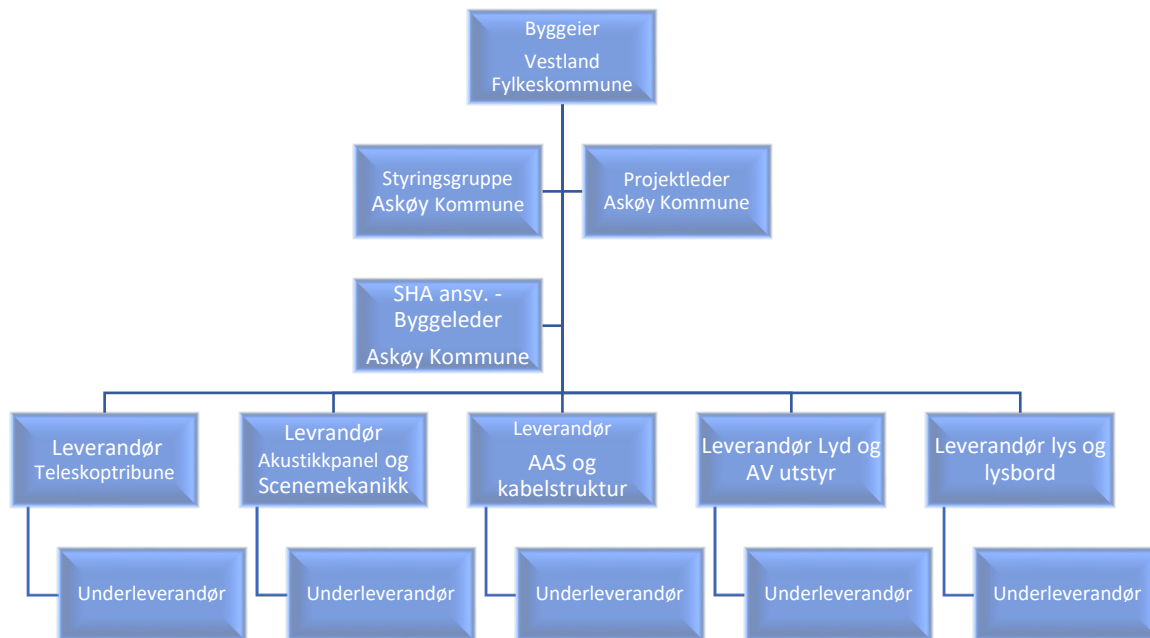 Byggeier
Vestland
Fylkeskommune
Styringsgruppe
Askøy Kommune
Projektleder
Askøy Kommune
SHA ansv. -
Byggeleder
Askøy Kommune
Leverandør
Teleskoptribune
Levrandør
Akustikkpanel og
Scenemekanikk
Leverandør
AAS og
kabelstruktur
Leverandør Lyd og
AV utstyr
Leverandør lys og
lysbord
Underleverandør
Underleverandør
Underleverandør
Underleverandør
Underleverandør